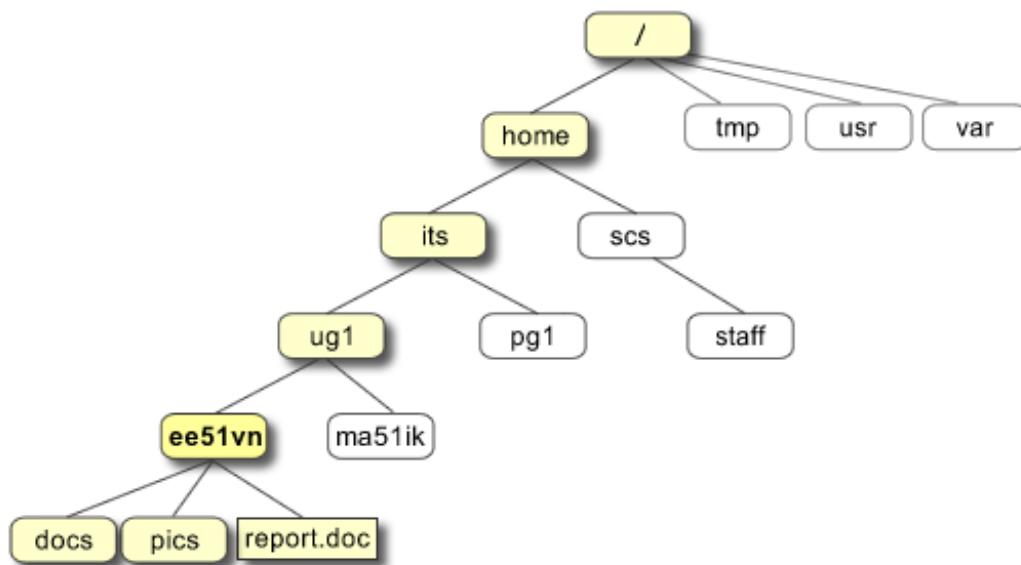 /
home
tmp
usr
var
its
scs
ug1
pg1
staff
ee51vn
ma51ik
docs
pics
report.doc